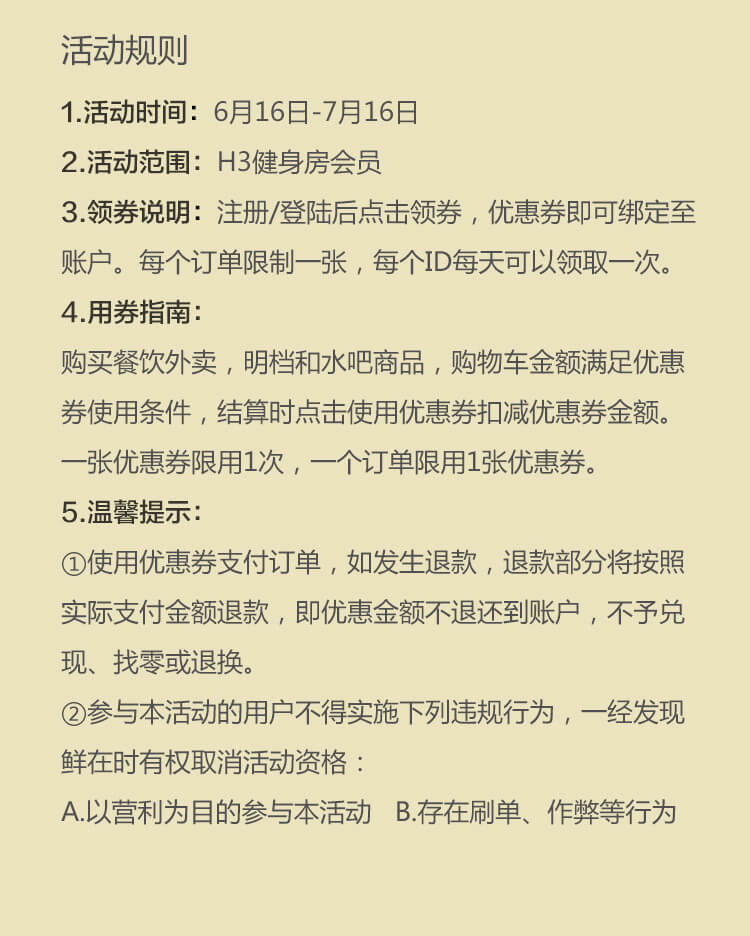 活动规则
1.活动时间：6月16日-7月16日
2.活动范围：H3健身房会员
3.领券说明：注册/登陆后点击领券，优惠券即可绑定至
账户。每个订单限制一张，每个ID每天可以领取一次。
4.用券指南：
购买餐饮外卖，明档和水吧商品，购物车金额满足优惠
券使用条件，结算时点击使用优惠券扣减优惠券金额。
一张优惠券限用1次，一个订单限用1张优惠券。
5.温馨提示：
①使用优惠券支付订单，如发生退款，退款部分将按照
实际支付金额退款，即优惠金额不退还到账户，不予兑
现、找零或退换。
②参与本活动的用户不得实施下列违规行为，一经发现
鲜在时有权取消活动资格：
A.以营利为目的参与本活动 B.存在刷单、作弊等行为